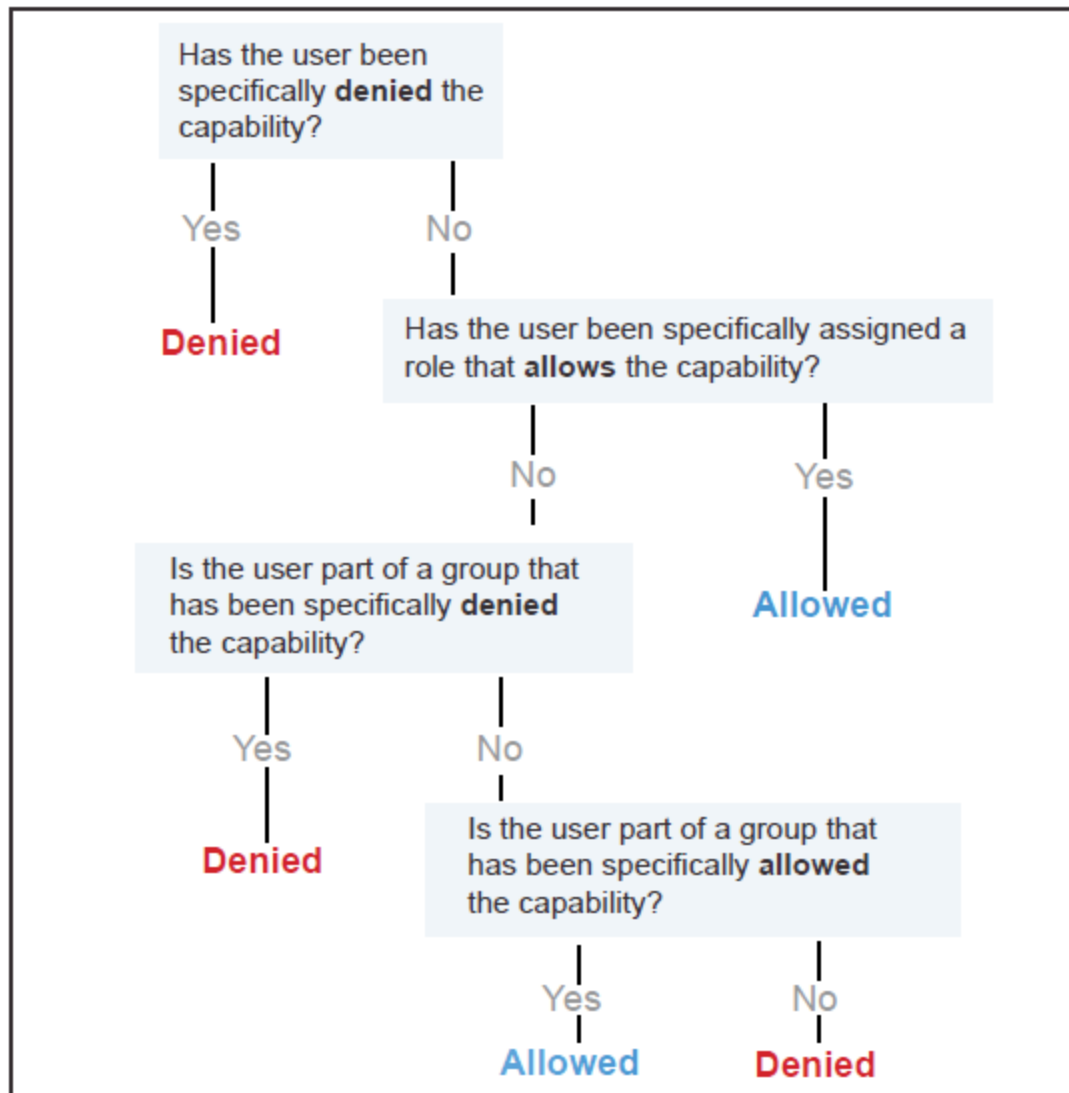 Has the user been
specifically denied the
capability?
Yes
No
Denied
Has the user been specifically assigned a
role that allows the capability?
No
Yes
Is the user part of a group that
has been specifically denied
the capability?
Allowed
Yes
No
Denied
Is the user part of a group that
has been specifically allowed
the capability?
Yes
No
Allowed
Denied